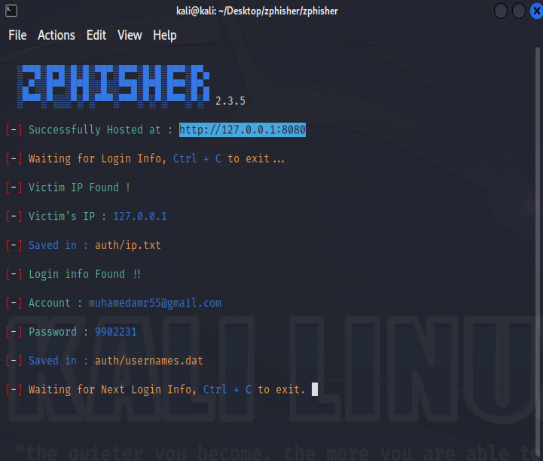 kali@kali: ~/Desktop/zphisher/zphisher
File Actions Edit View Help
ZPHISHER 2.3.5
[-] Successfully Hosted at : http://127.0.0.1:8080
[-] Waiting for Login Info, Ctrl + C to exit...
[-] Victim IP Found !
[-] Victim's IP : 127.0.0.1
[-] Saved in : auth/ip.txt
[-] Login info Found !!
[-] Account : muhamedamr55@gmail.com
[-] Password : 9902231
[-] Saved in : auth/usernames.dat
[-] Waiting for Next Login Info, Ctrl + C to exit.
KALI LINU
"the quieter you become, the more you are able to